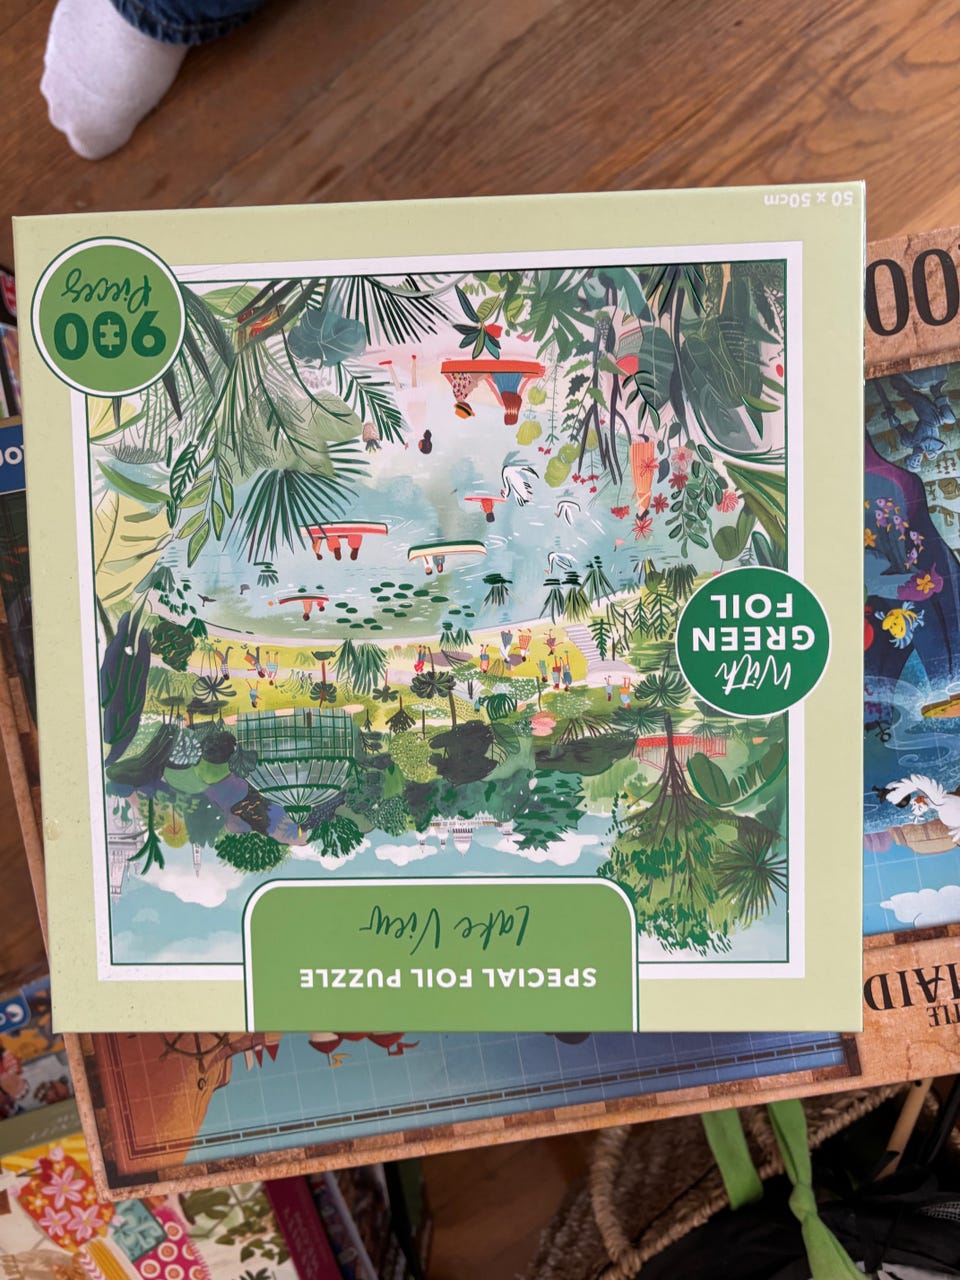 SPECIAL FOIL PUZZLE
Lake View
With
GREEN
FOIL
900
Pieces
50 x 50cm